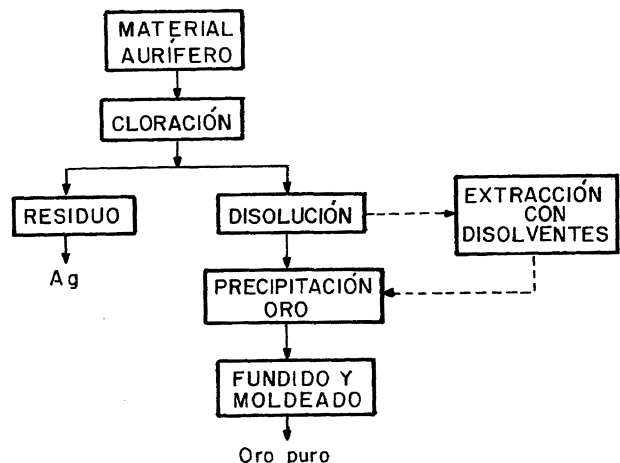 MATERIAL
AURÍFERO
CLORACIÓN
RESIDUO
DISOLUCIÓN
EXTRACCIÓN
CON
DISOLVENTES
Ag
PRECIPITACIÓN
ORO
FUNDIDO Y
MOLDEADO
Oro puro